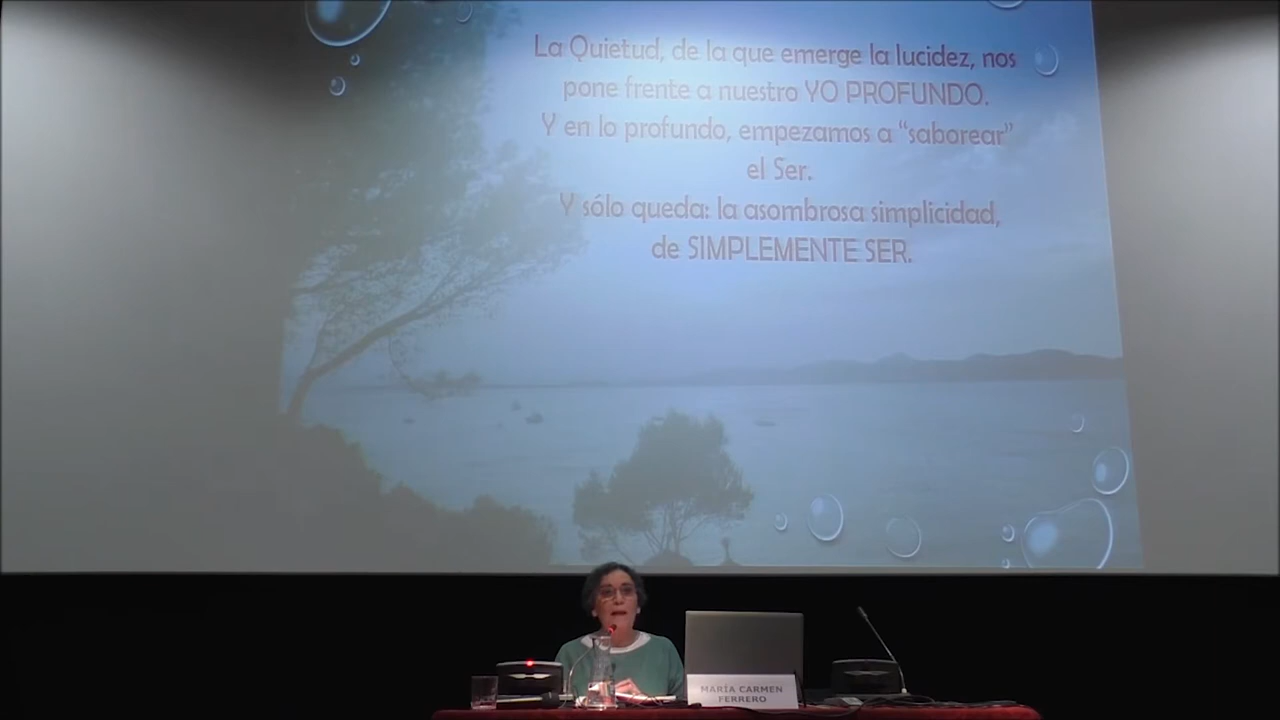 La Quietud, de la que emerge la lucidez, nos
pone frente a nuestro YO PROFUNDO.
Y en lo profundo, empezamos a “saborear”
el Ser.
Y sólo queda: la asombrosa simplicidad,
de SIMPLEMENTE SER.
MARÍA CARMEN
FERRERO